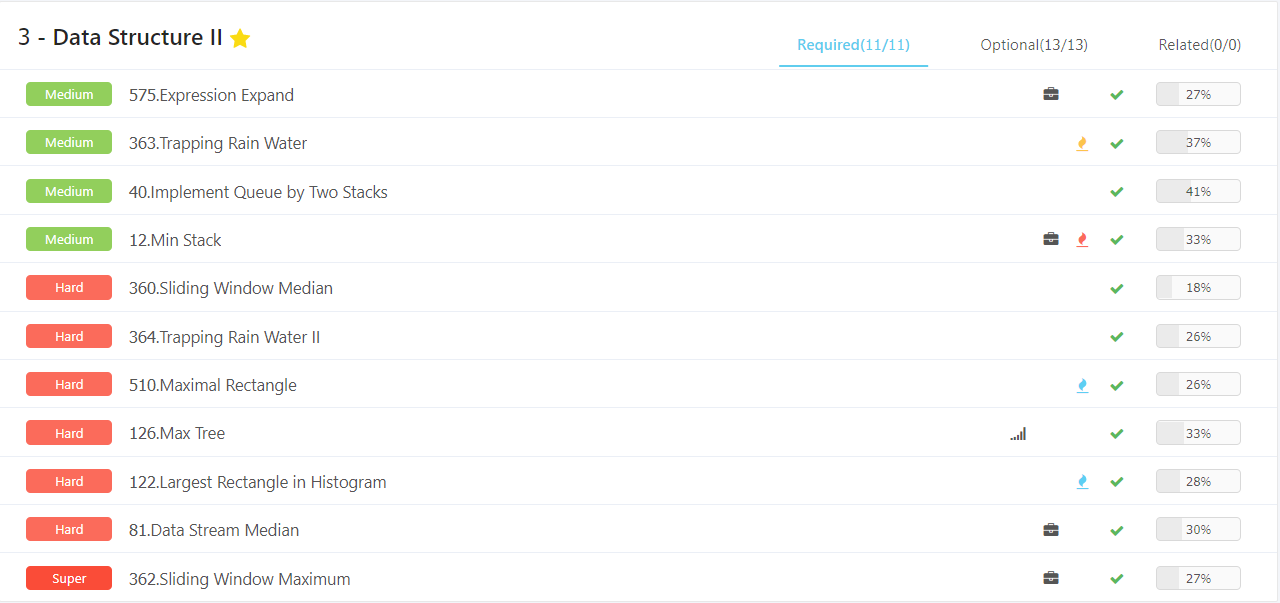 3 - Data Structure II
Required(11/11) Optional(13/13) Related(0/0)
Medium 575.Expression Expand 27%
Medium 363.Trapping Rain Water 37%
Medium 40.Implement Queue by Two Stacks 41%
Medium 12.Min Stack 33%
Hard 360.Sliding Window Median 18%
Hard 364.Trapping Rain Water II 26%
Hard 510.Maximal Rectangle 26%
Hard 126.Max Tree 33%
Hard 122.Largest Rectangle in Histogram 28%
Hard 81.Data Stream Median 30%
Super 362.Sliding Window Maximum 27%